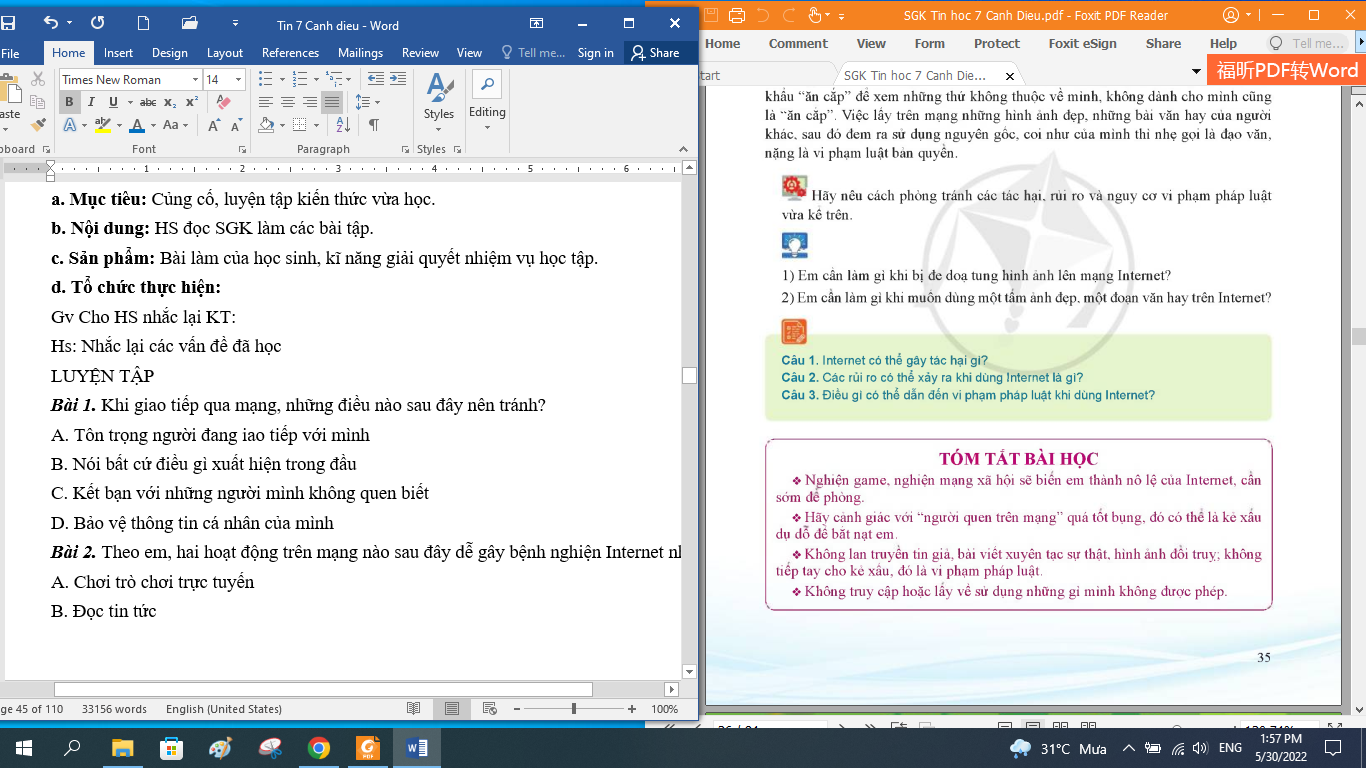 Tin 7 Canh dieu - Word
File
Home
Insert
Design
Layout
References
Mailings
Review
View
Tell me...
Sign in
Share
Times New Roman
14
Styles
Editing
Font
Paragraph
Styles
1 2 3 4 5 6
a. Mục tiêu: Củng cố, luyện tập kiến thức vừa học.
b. Nội dung: HS đọc SGK làm các bài tập.
c. Sản phẩm: Bài làm của học sinh, kĩ năng giải quyết nhiệm vụ học tập.
d. Tổ chức thực hiện:
Gv Cho HS nhắc lại KT:
Hs: Nhắc lại các vấn đề đã học
LUYỆN TẬP
Bài 1. Khi giao tiếp qua mạng, những điều nào sau đây nên tránh?
A. Tôn trọng người đang iao tiếp với mình
B. Nói bất cứ điều gì xuất hiện trong đầu
C. Kết bạn với những người mình không quen biết
D. Bảo vệ thông tin cá nhân của mình
Bài 2. Theo em, hai hoạt động trên mạng nào sau đây dễ gây bệnh nghiện Internet
A. Chơi trò chơi trực tuyến
B. Đọc tin tức
ge 45 of 110
33156 words
English (United States)
100%
SGK Tin hoc 7 Canh Dieu.pdf - Foxit PDF Reader
Home
Comment
View
Form
Protect
Foxit eSign
Share
Help
Tell me...
tart
SGK Tin hoc 7 Canh Die...
福昕PDF转Word
khẩu “ăn cắp” để xem những thứ không thuộc về mình, không dành cho mình cũng
là “ăn cắp”. Việc lấy trên mạng những hình ảnh đẹp, những bài văn hay của người
khác, sau đó đem ra sử dụng nguyên gốc, coi như của mình thì nhẹ gọi là đạo văn,
nặng là vi phạm luật bản quyền.
Hãy nêu cách phòng tránh các tác hại, rủi ro và nguy cơ vi phạm pháp luật
vừa kể trên.
1) Em cần làm gì khi bị đe doạ tung hình ảnh lên mạng Internet?
2) Em cần làm gì khi muốn dùng một tấm ảnh đẹp, một đoạn văn hay trên Internet?
Câu 1. Internet có thể gây tác hại gì?
Câu 2. Các rủi ro có thể xảy ra khi dùng Internet là gì?
Câu 3. Điều gì có thể dẫn đến vi phạm pháp luật khi dùng Internet?
TÓM TẮT BÀI HỌC
❖ Nghiện game, nghiện mạng xã hội sẽ biến em thành nô lệ của Internet, cần
sớm đề phòng.
❖ Hãy cảnh giác với “người quen trên mạng” quá tốt bụng, đó có thể là kẻ xấu
dụ dỗ để bắt nạt em.
❖ Không lan truyền tin giả, bài viết xuyên tạc sự thật, hình ảnh đồi truỵ; không
tiếp tay cho kẻ xấu, đó là vi phạm pháp luật.
❖ Không truy cập hoặc lấy về sử dụng những gì mình không được phép.
35
31°C Mưa
ENG
1:57 PM
5/30/2022